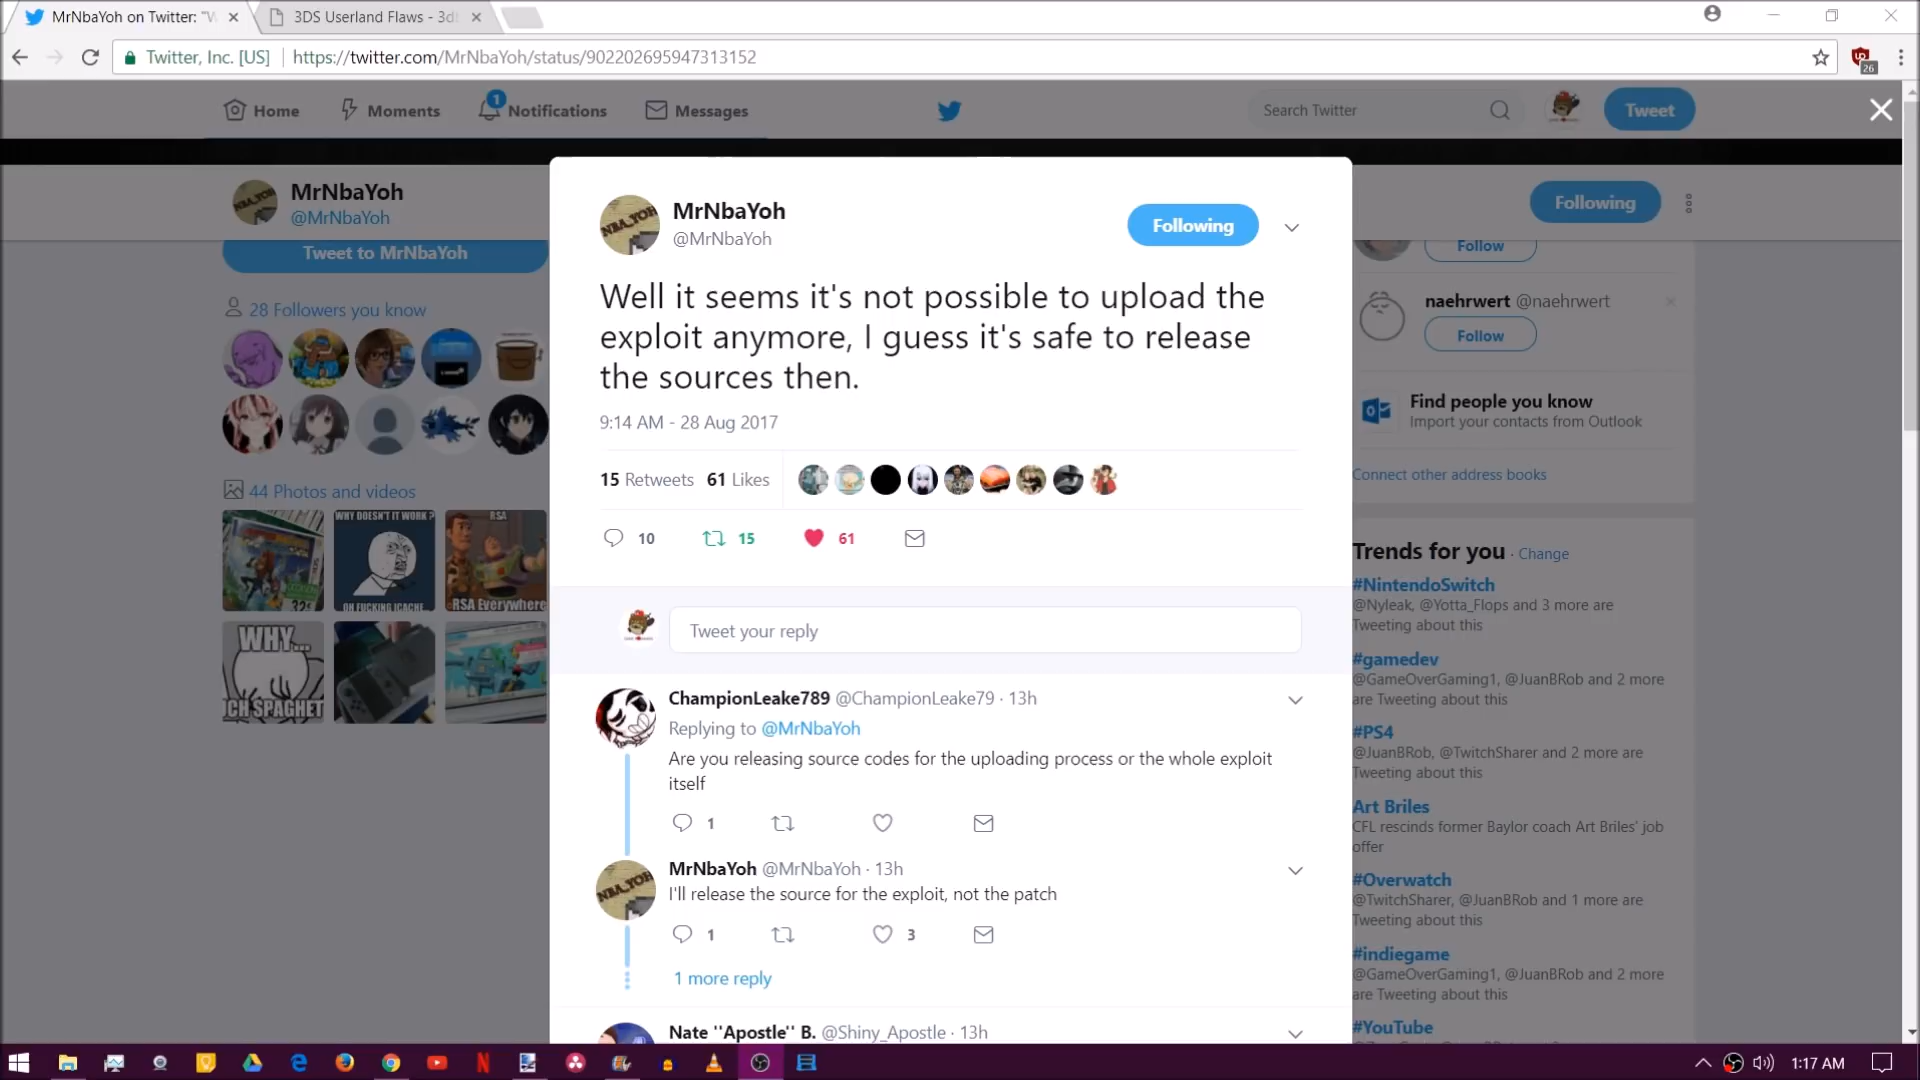 MrNbaYoh on Twitter: "W
3DS Userland Flaws - 3d
Twitter, Inc. [US]
https://twitter.com/MrNbaYoh/status/902202695947313152
26
Home
Moments
1
Notifications
Messages
Search Twitter
Tweet
MrNbaYoh
@MrNbaYoh
Following
Tweet to MrNbaYoh
28 Followers you know
44 Photos and videos
WHY DOESN'T IT WORK ?
OH FUCKING ICACHE
RSA
RSA Everywhere
WHY...
MrNbaYoh
@MrNbaYoh
Following
Well it seems it's not possible to upload the
exploit anymore, I guess it's safe to release
the sources then.
9:14 AM - 28 Aug 2017
15 Retweets 61 Likes
10
15
61
Tweet your reply
ChampionLeake789 @ChampionLeake79 · 13h
Replying to @MrNbaYoh
Are you releasing source codes for the uploading process or the whole exploit
itself
1
MrNbaYoh @MrNbaYoh · 13h
I'll release the source for the exploit, not the patch
1
3
1 more reply
Nate ''Apostle'' B. @Shiny_Apostle · 13h
Follow
naehrwert @naehrwert
Follow
Find people you know
Import your contacts from Outlook
Connect other address books
Trends for you · Change
#NintendoSwitch
@Nyleak, @Yotta_Flops and 3 more are
Tweeting about this
#gamedev
@GameOverGaming1, @JuanBRob and 2 more
are Tweeting about this
#PS4
@JuanBRob, @TwitchSharer and 2 more are
Tweeting about this
Art Briles
CFL rescinds former Baylor coach Art Briles' job
offer
#Overwatch
@TwitchSharer, @JuanBRob and 1 more are
Tweeting about this
#indiegame
@GameOverGaming1, @JuanBRob and 2 more
are Tweeting about this
#YouTube
1:17 AM